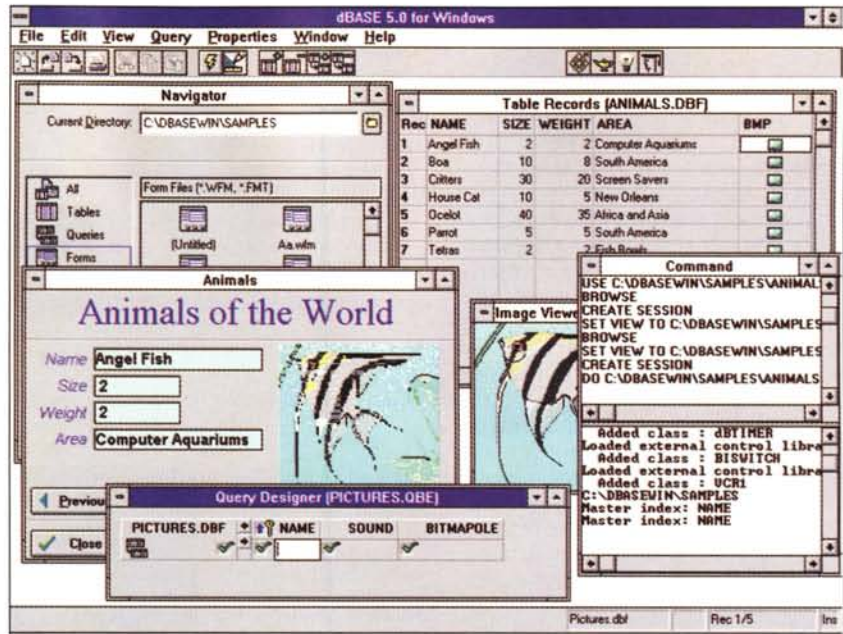 dBASE 5.0 for Windows
File Edit View Query Properties Window Help
Navigator
Current Directory: C:\DBASEWIN\SAMPLES
All
Tables
Queries
Forms
Form Files (*.WFM, *.FMT)
(Untitled) Aa.wfm
Table Records (ANIMALS.DBF)
Rec NAME SIZE WEIGHT AREA BMP
1 Angel Fish 2 2 Computer Aquariums
2 Boa 10 8 South America
3 Critters 30 20 Screen Savers
4 House Cat 10 5 New Orleans
5 Ocelot 40 35 Africa and Asia
6 Parrot 5 5 South America
7 Tetras 2 2 Fish Bowls
Animals
Animals of the World
Name Angel Fish
Size 2
Weight 2
Area Computer Aquariums
Previou
Close
Image Viewe
Command
USE C:\DBASEWIN\SAMPLES\ANIMAL
BROWSE
CREATE SESSION
SET VIEW TO C:\DBASEWIN\SAMPLES
BROWSE
SET VIEW TO C:\DBASEWIN\SAMPLES
CREATE SESSION
DO C:\DBASEWIN\SAMPLES\ANIMALS
Added class : dBTIMER
Loaded external control libra
Added class : BISWITCH
Loaded external control libra
Added class : VCR1
C:\DBASEWIN\SAMPLES
Master index: NAME
Master index: NAME
Query Designer (PICTURES.QBE)
PICTURES.DBF NAME SOUND BITMAPOLE
Pictures.dbf Rec 1/5 Ins